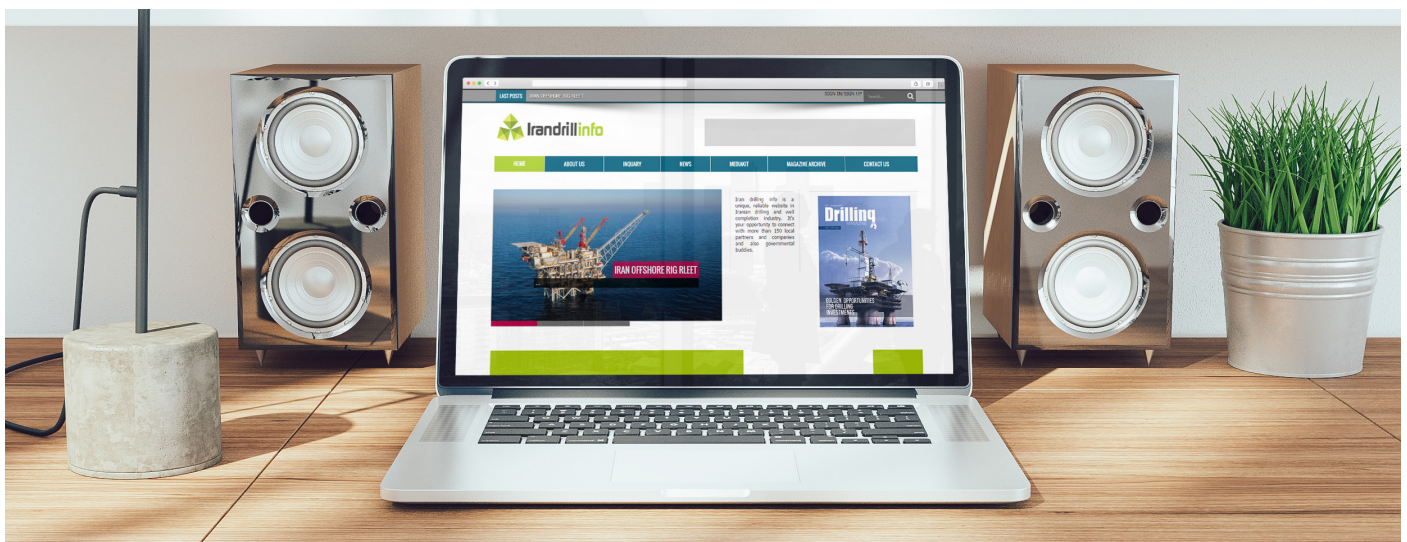 LAST POSTS IRAN OFFSHORE RIG RLEET
SIGN IN/SIGN UP Search...
Irandrillinfo
HOME ABOUT US INQUARY NEWS MEDIAKIT MAGAZINE ARCHIVE CONTACT US
IRAN OFFSHORE RIG RLEET
Iran drilling info is a
unique, reliable website in
Iranian drilling and well
completion industry. It's
your opportunity to connect
with more than 150 local
partners and companies
and also governmental
buddies.
Drilling
GOLDEN OPPORTUNITIES
FOR DRILLING
INVESTMENTS